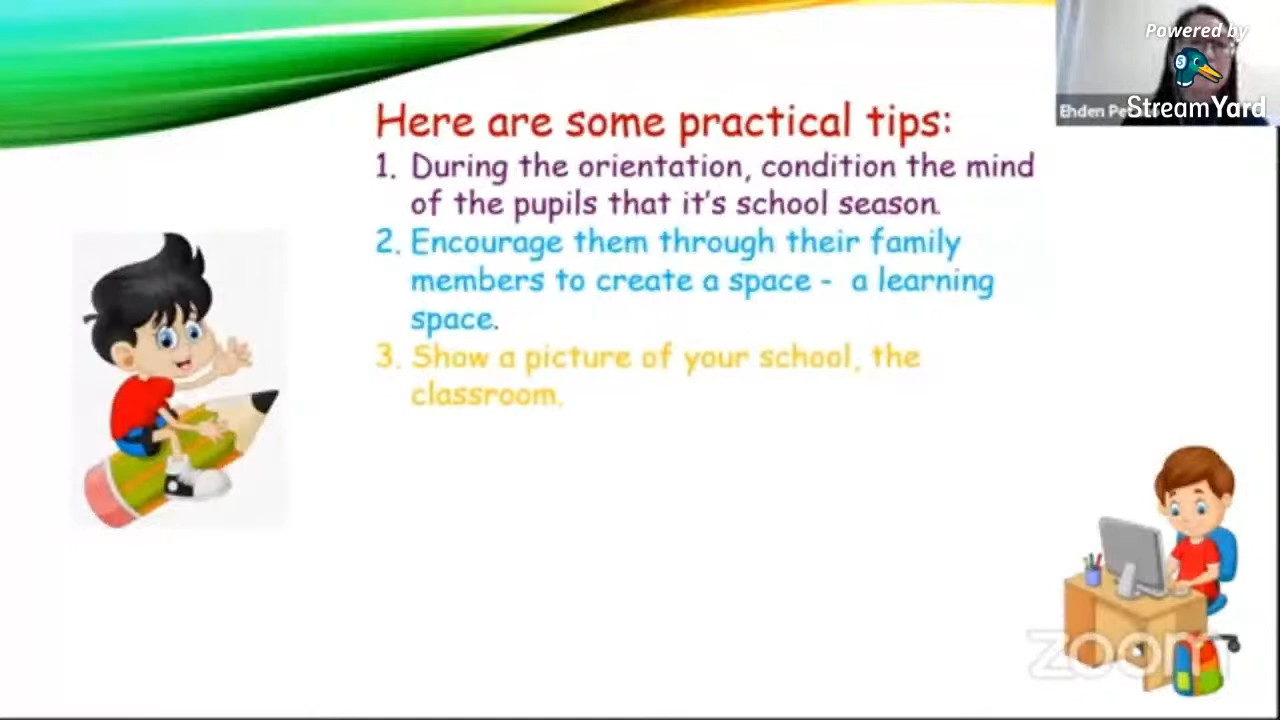 Powered by
StreamYard
Ehden
Here are some practical tips:
1. During the orientation, condition the mind
of the pupils that it's school season.
2. Encourage them through their family
members to create a space - a learning
space.
3. Show a picture of your school, the
classroom.
zoom